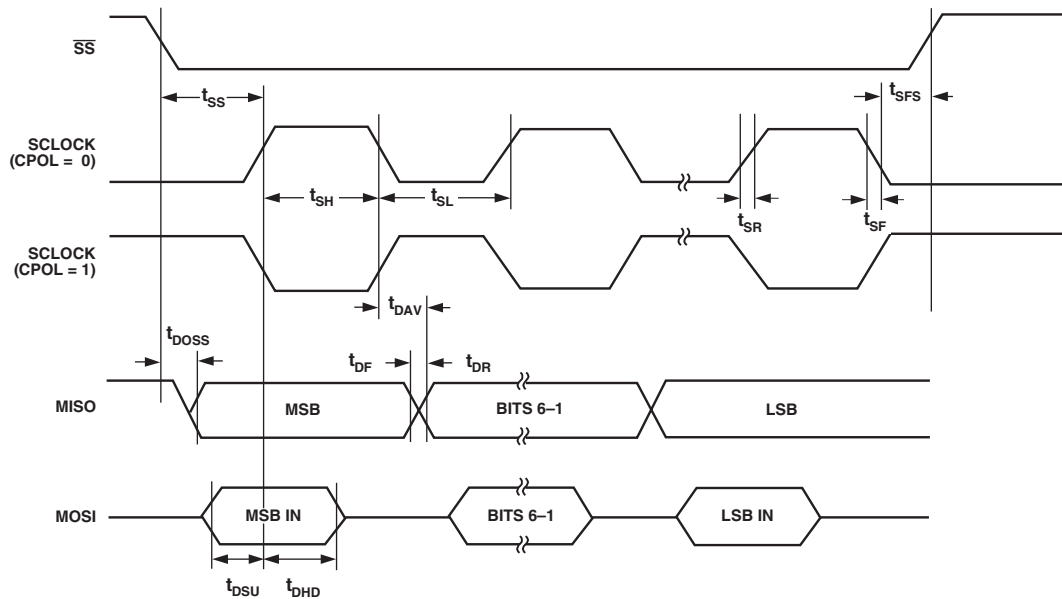 SS
tSS
tSFS
SCLOCK
(CPOL = 0)
tSH
tSL
tSR
tSF
SCLOCK
(CPOL = 1)
tDAV
tDOSS
tDF
tDR
MISO
MSB
BITS 6–1
LSB
MOSI
MSB IN
BITS 6–1
LSB IN
tDSU
tDHD